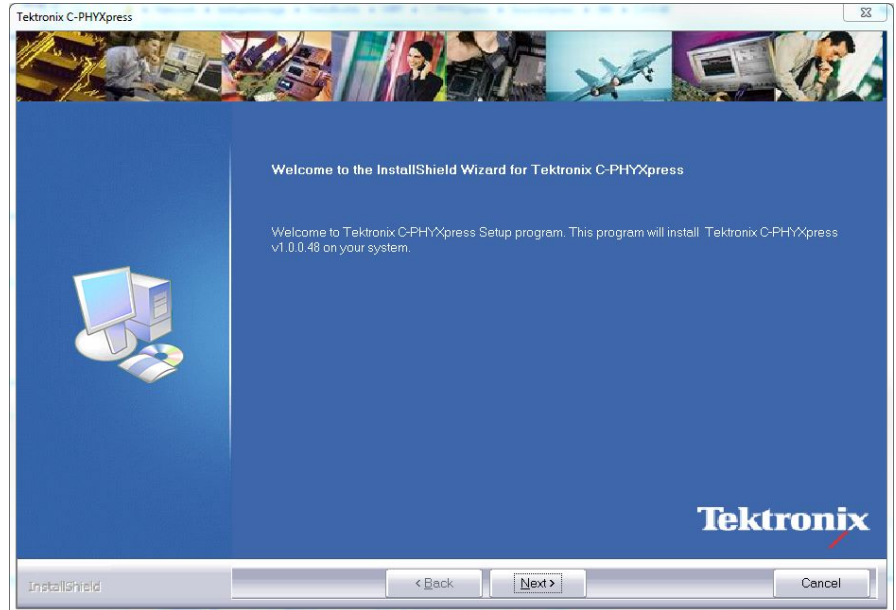 Tektronix C-PHYXpress
Welcome to the InstallShield Wizard for Tektronix C-PHYXpress
Welcome to Tektronix C-PHYXpress Setup program. This program will install Tektronix C-PHYXpress
v1.0.0.48 on your system.
Tektronix
InstallShield
< Back
Next >
Cancel